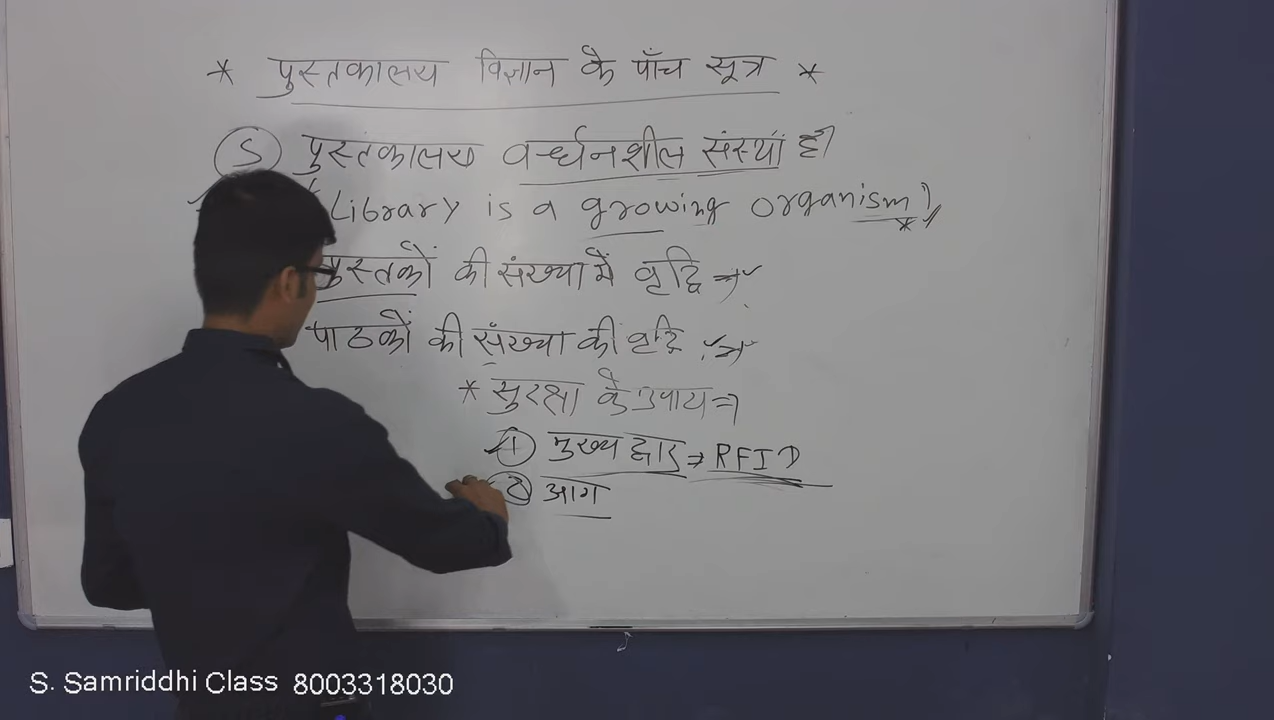 * पुस्तकालय विज्ञान के पाँच सूत्र *
5 पुस्तकालय वर्ध्दनशील संस्था है।
(Library is a growing organism)
पुस्तकों की संख्या में वृद्धि →
पाठकों की संख्या की वृद्धि →
* सुरक्षा के उपाय ⇒
1 मुख्य द्वार ⇒ RFID
2 आग
S. Samriddhi Class 8003318030